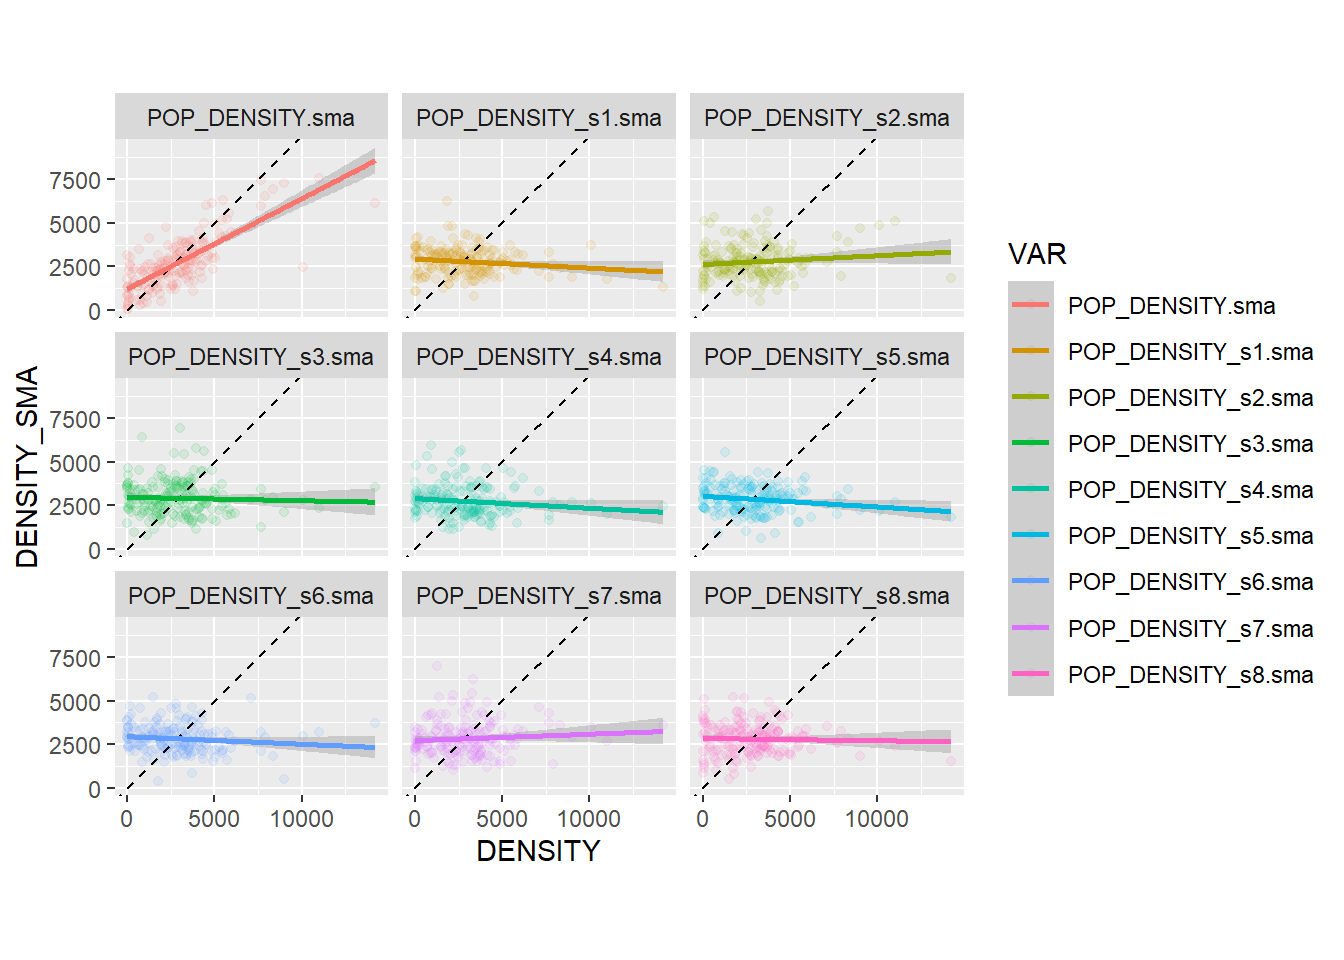 POP_DENSITY.sma POP_DENSITY_s1.sma POP_DENSITY_s2.sma
7500
5000
2500
0
POP_DENSITY_s3.sma POP_DENSITY_s4.sma POP_DENSITY_s5.sma
7500
5000
2500
0
POP_DENSITY_s6.sma POP_DENSITY_s7.sma POP_DENSITY_s8.sma
7500
5000
2500
0
0 5000 10000 0 5000 10000 0 5000 10000
DENSITY
DENSITY_SMA
VAR
POP_DENSITY.sma
POP_DENSITY_s1.sma
POP_DENSITY_s2.sma
POP_DENSITY_s3.sma
POP_DENSITY_s4.sma
POP_DENSITY_s5.sma
POP_DENSITY_s6.sma
POP_DENSITY_s7.sma
POP_DENSITY_s8.sma